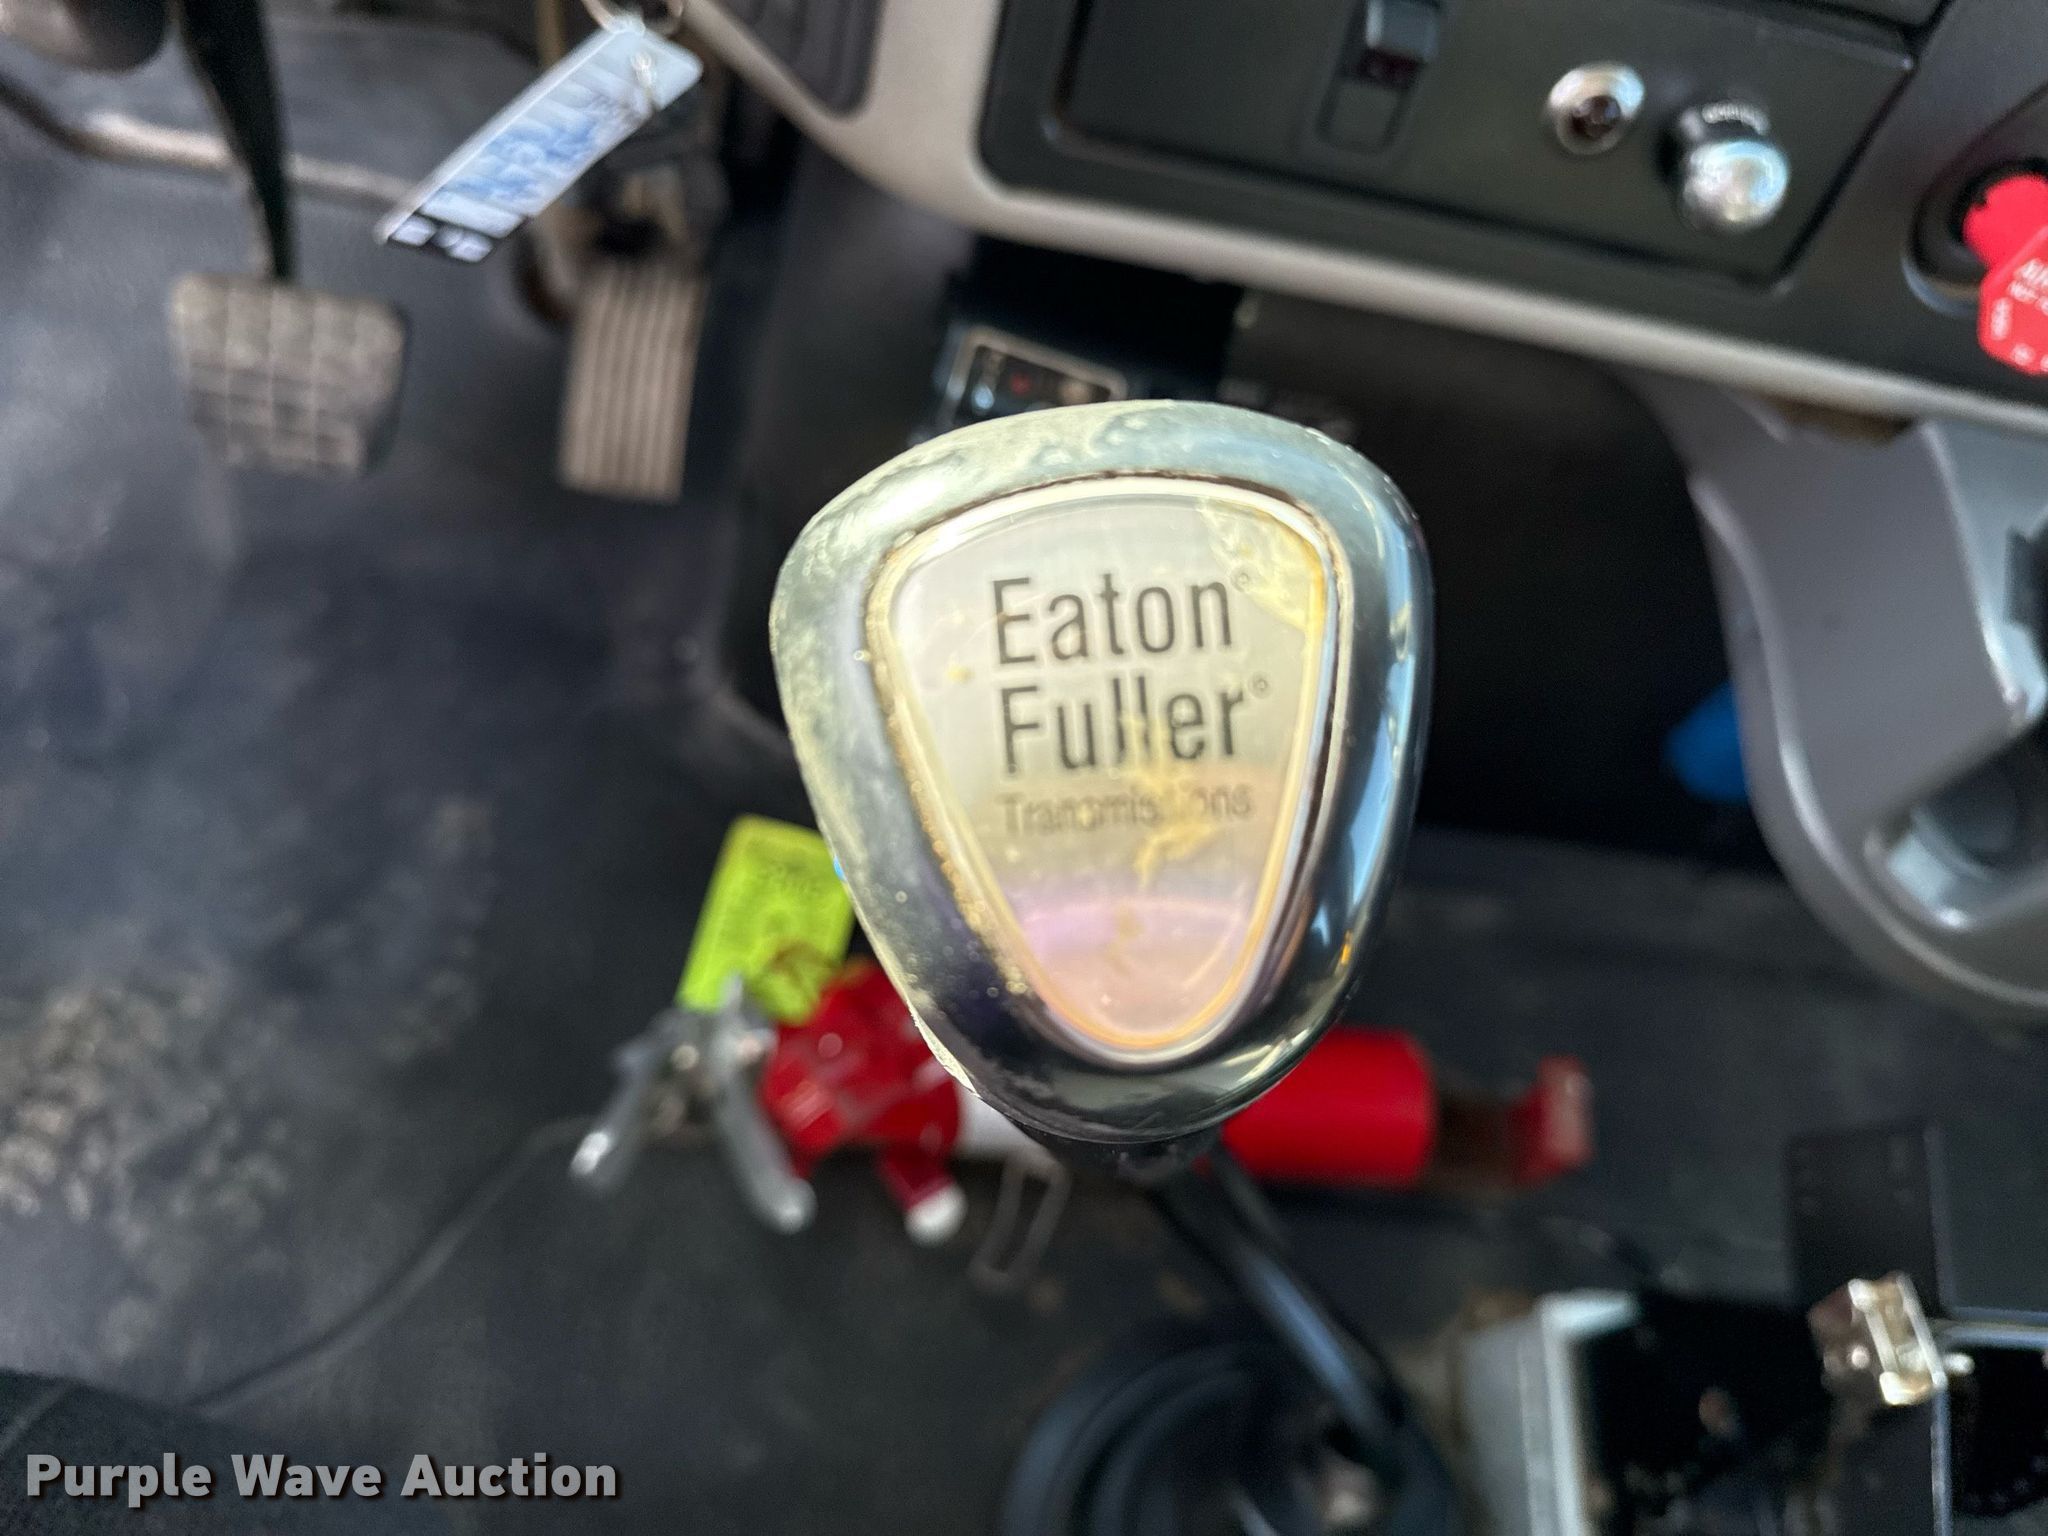 Eaton®
Fuller®
Transmissions
Purple Wave Auction